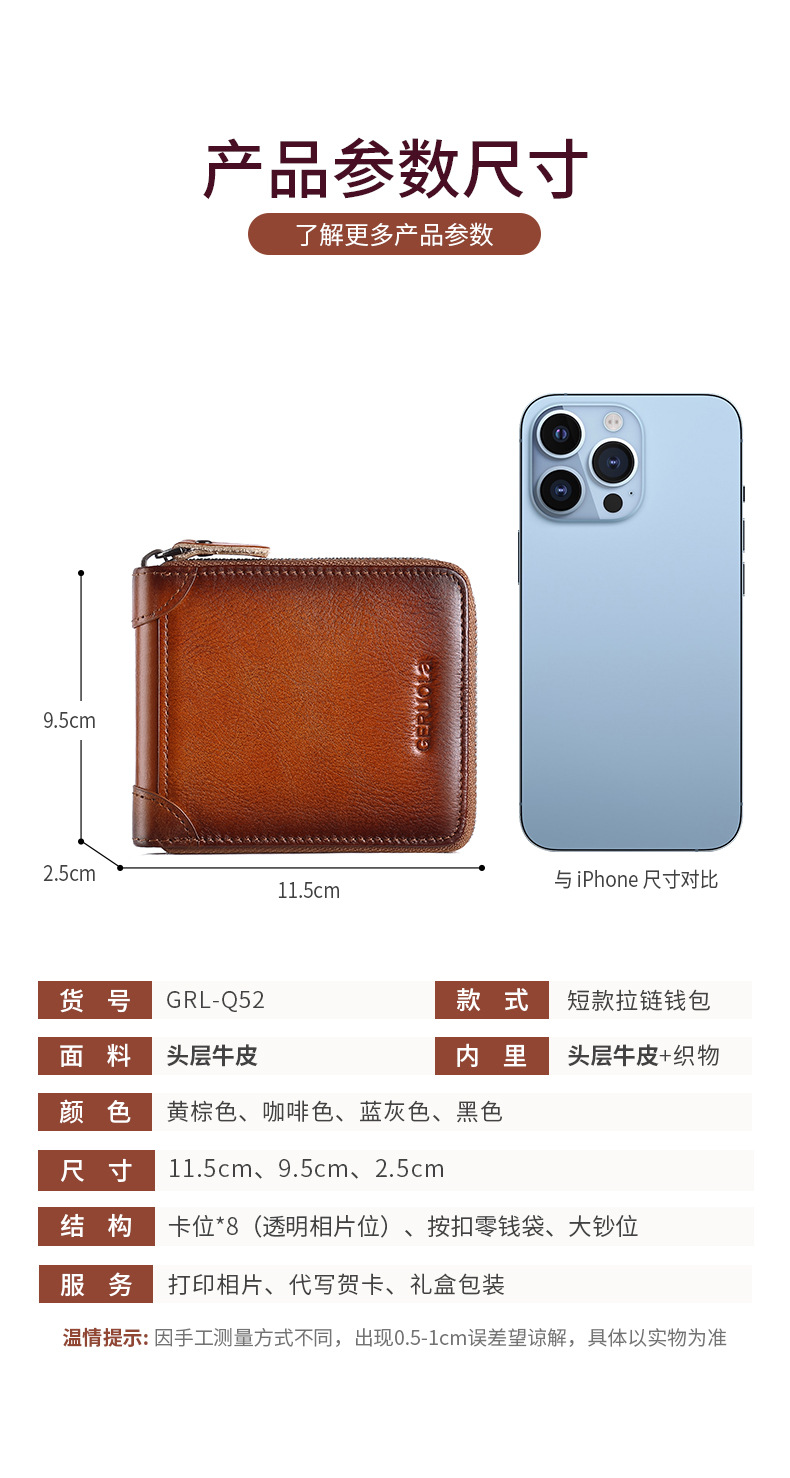 产品参数尺寸
了解更多产品参数
GERUOLA
9.5cm
2.5cm
11.5cm
与 iPhone 尺寸对比
货 号 GRL-Q52 款 式 短款拉链钱包
面 料 头层牛皮 内 里 头层牛皮+织物
颜 色 黄棕色、咖啡色、蓝灰色、黑色
尺 寸 11.5cm、9.5cm、2.5cm
结 构 卡位*8（透明相片位）、按扣零钱袋、大钞位
服 务 打印相片、代写贺卡、礼盒包装
温情提示: 因手工测量方式不同，出现0.5-1cm误差望谅解，具体以实物为准